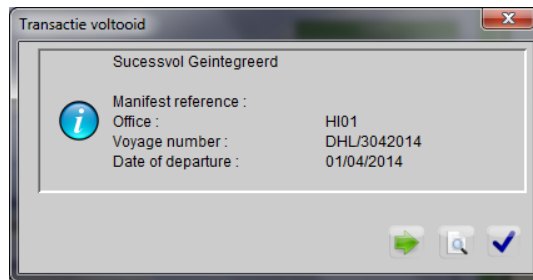 Transactie voltooid
Sucessvol Geintegreerd
Manifest reference :
Office : HI01
Voyage number : DHL/3042014
Date of departure : 01/04/2014